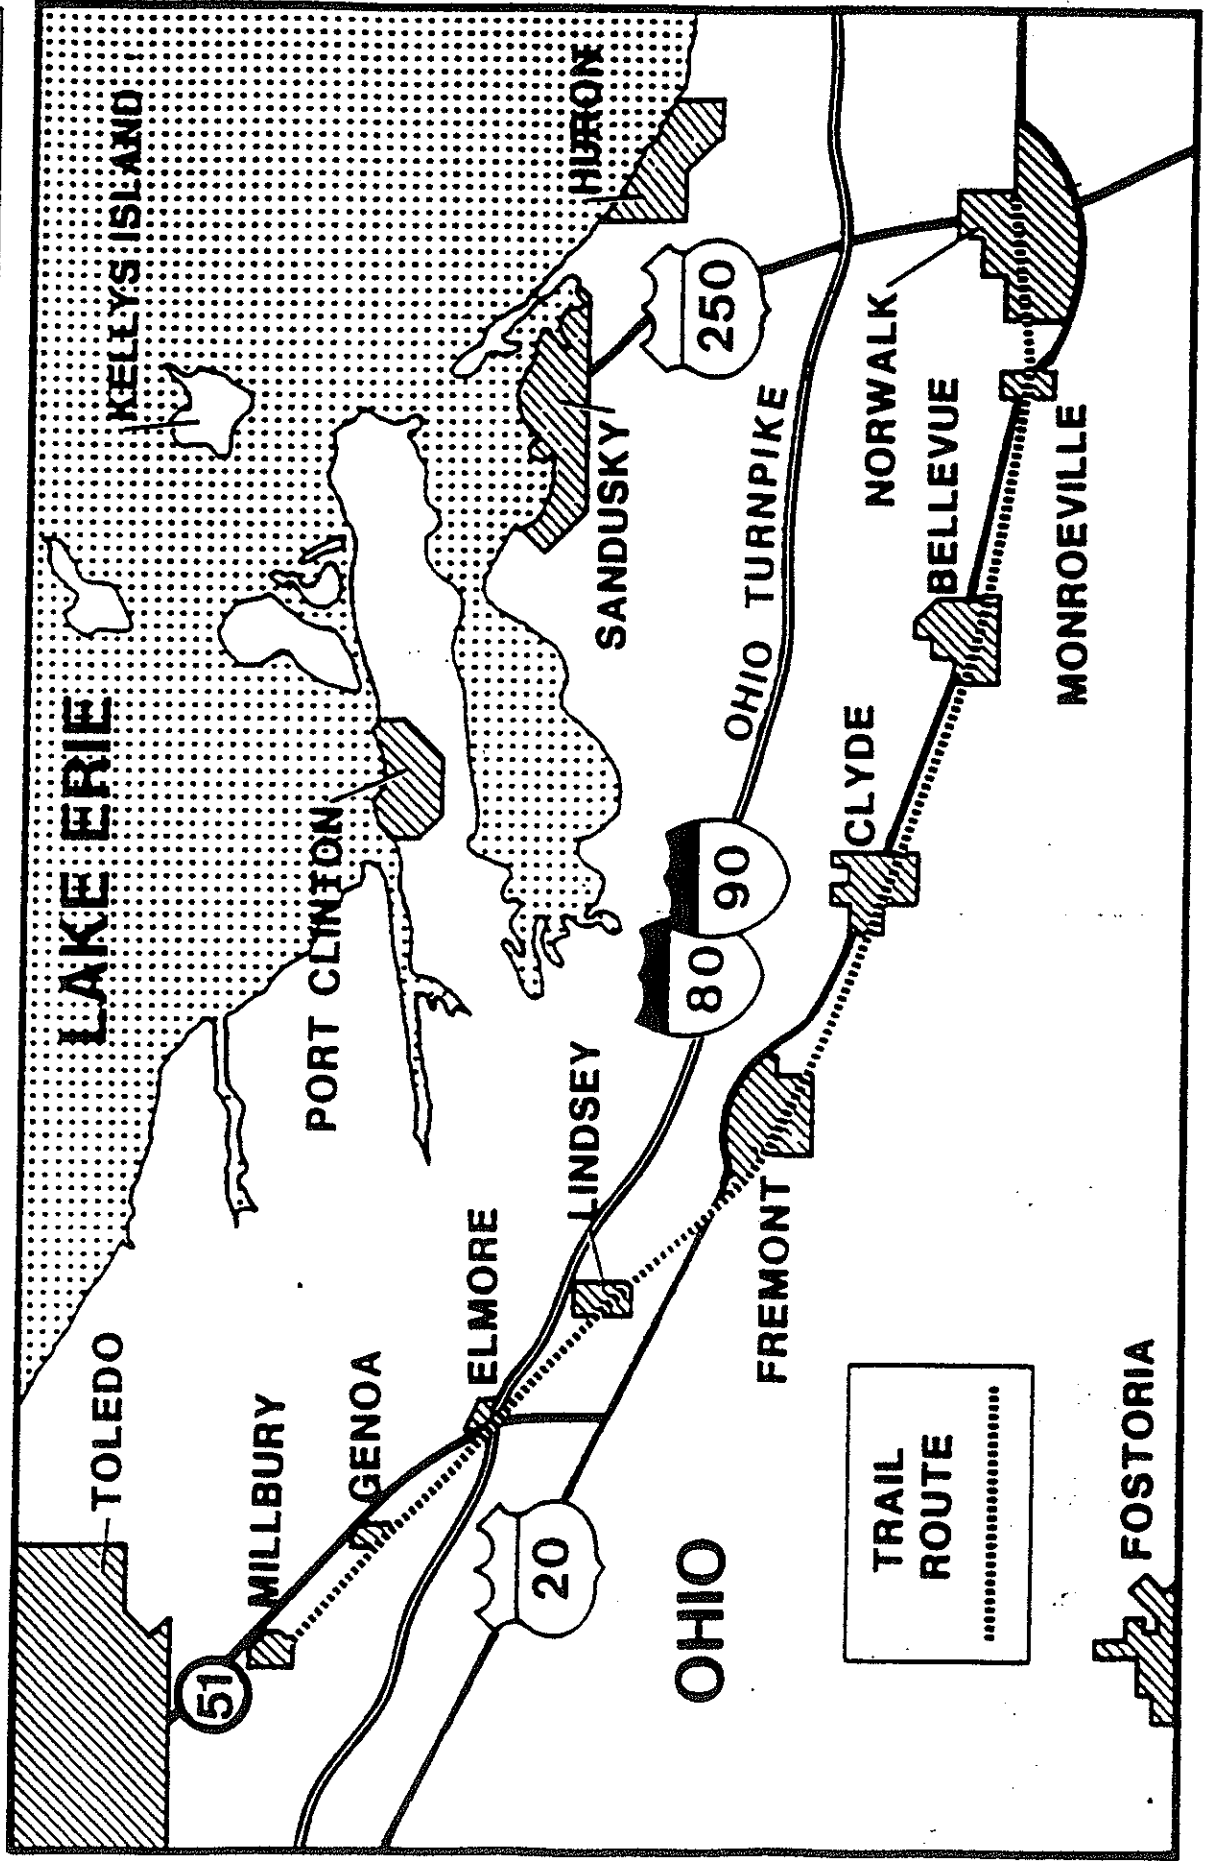 LAKE ERIE
KELLYS ISLAND
TOLEDO
PORT CLINTON
HURON
51
MILLBURY
GENOA
ELMORE
LINDSEY
SANDUSKY
250
80
90
OHIO TURNPIKE
20
OHIO
FREMONT
CLYDE
BELLEVUE
NORWALK
MONROEVILLE
TRAIL
ROUTE
FOSTORIA